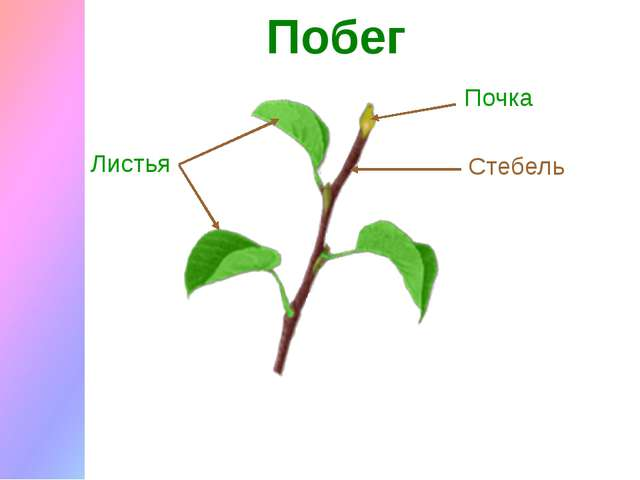 Побег
Почка
Листья
Стебель